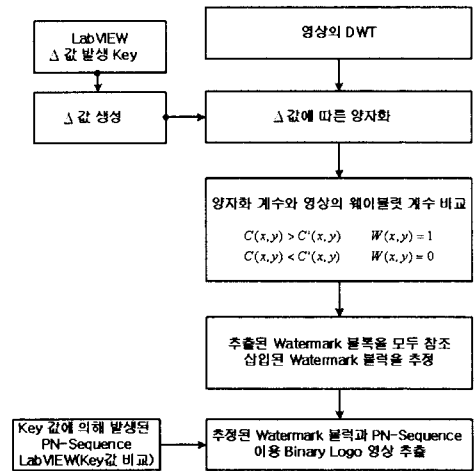 LabVIEW
Δ 값 발생 Key
영상의 DWT
Δ 값 생성
Δ 값에 따른 양자화
양자화 계수와 영상의 웨이블릿 계수 비교
C(x,y) > C'(x,y) W(x,y) = 1
C(x,y) < C'(x,y) W(x,y) = 0
추출된 Watermark 블록을 모두 참조
삽입된 Watermark 블럭을 추정
Key 값에 의해 발생된
PN-Sequence
LabVIEW(Key값 비교)
추정된 Watermark 블럭과 PN-Sequence
이용 Binary Logo 영상 추출